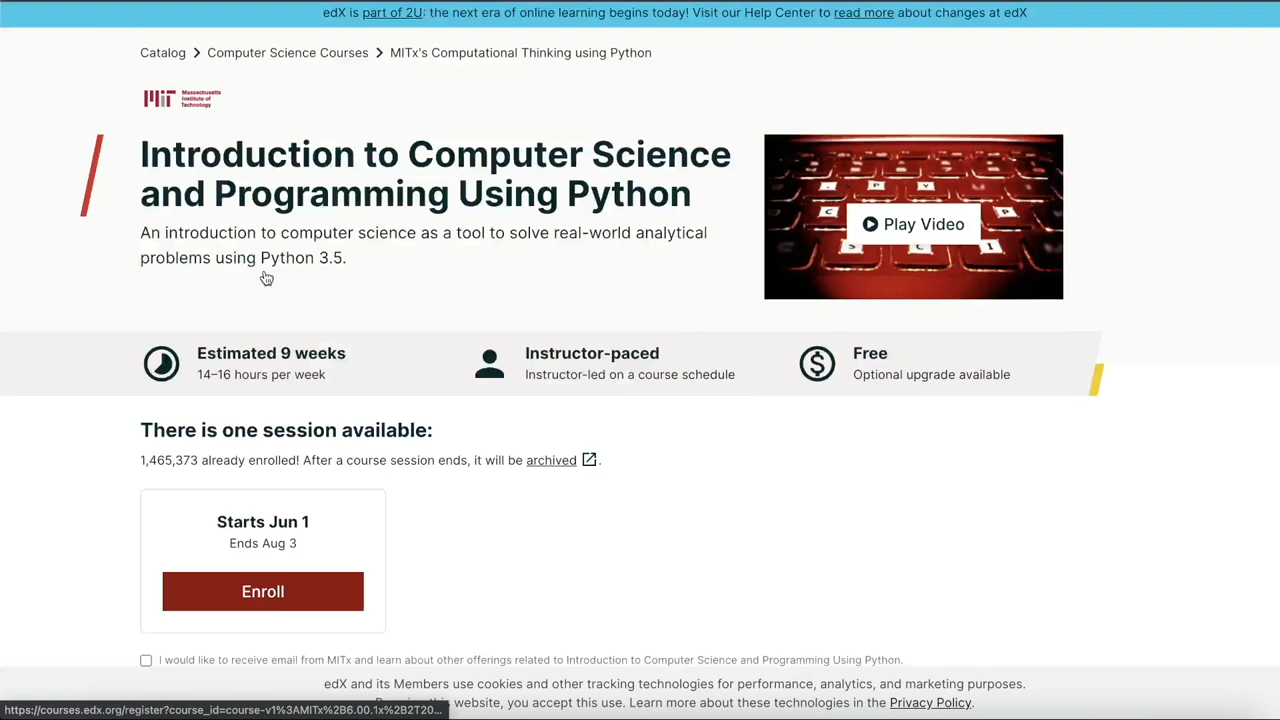 edX is part of 2U: the next era of online learning begins today! Visit our Help Center to read more about changes at edX
Catalog > Computer Science Courses > MITx's Computational Thinking using Python
Massachusetts
Institute of
Technology
Introduction to Computer Science
and Programming Using Python
An introduction to computer science as a tool to solve real-world analytical
problems using Python 3.5.
Play Video
Estimated 9 weeks
14–16 hours per week
Instructor-paced
Instructor-led on a course schedule
Free
Optional upgrade available
There is one session available:
1,465,373 already enrolled! After a course session ends, it will be archived.
Starts Jun 1
Ends Aug 3
Enroll
I would like to receive email from MITx and learn about other offerings related to Introduction to Computer Science and Programming Using Python.
edX and its Members use cookies and other tracking technologies for performance, analytics, and marketing purposes.
website, you accept this use. Learn more about these technologies in the Privacy Policy.
https://courses.edx.org/register?course_id=course-v1%3AMITx%2B6.00.1x%2B2T20...